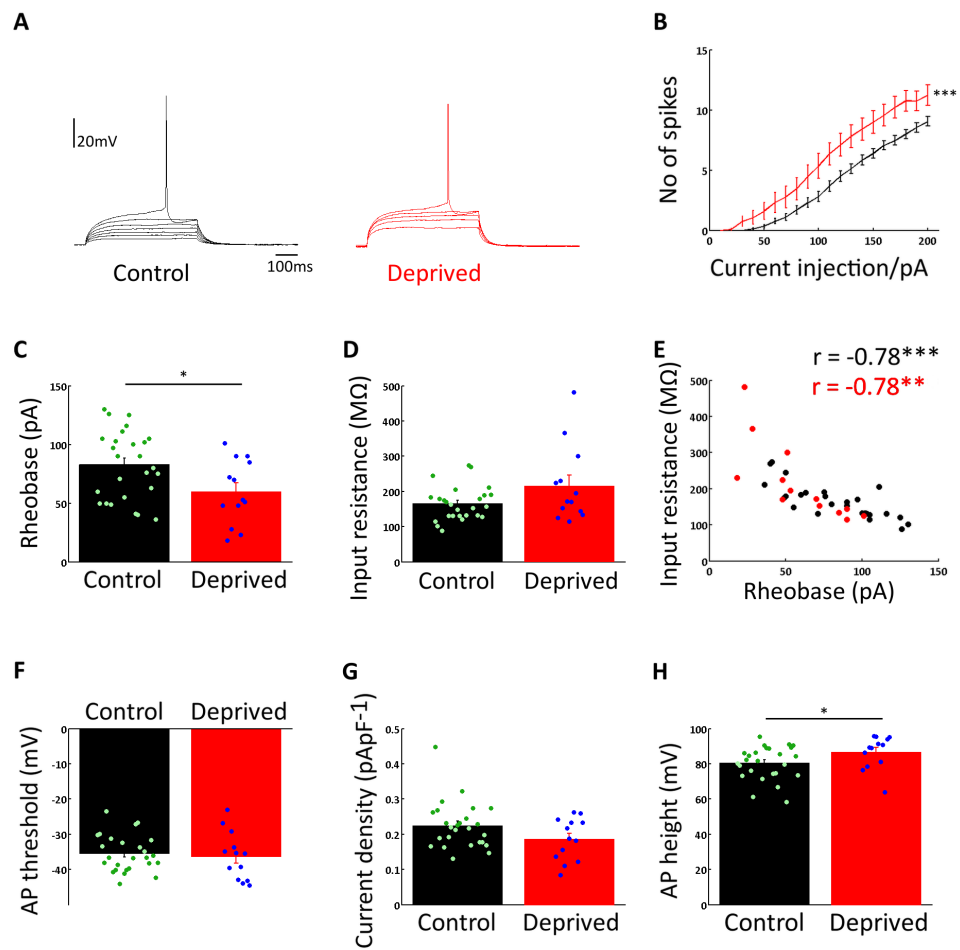 A
20mV
100ms
Control
Deprived
B
No of spikes
15
10
5
0
0
50
100
150
200
***
Current injection/pA
C
Rheobase (pA)
150
100
50
0
*
Control
Deprived
D
Input resistance (MΩ)
500
400
300
200
100
0
Control
Deprived
E
r = -0.78***
r = -0.78**
Input resistance (MΩ)
500
400
300
200
100
0
0
50
100
150
Rheobase (pA)
F
Control
Deprived
AP threshold (mV)
0
-10
-20
-30
-40
G
Current density (pApF-1)
0.5
0.4
0.3
0.2
0.1
0
Control
Deprived
H
AP height (mV)
100
80
60
40
20
0
*
Control
Deprived